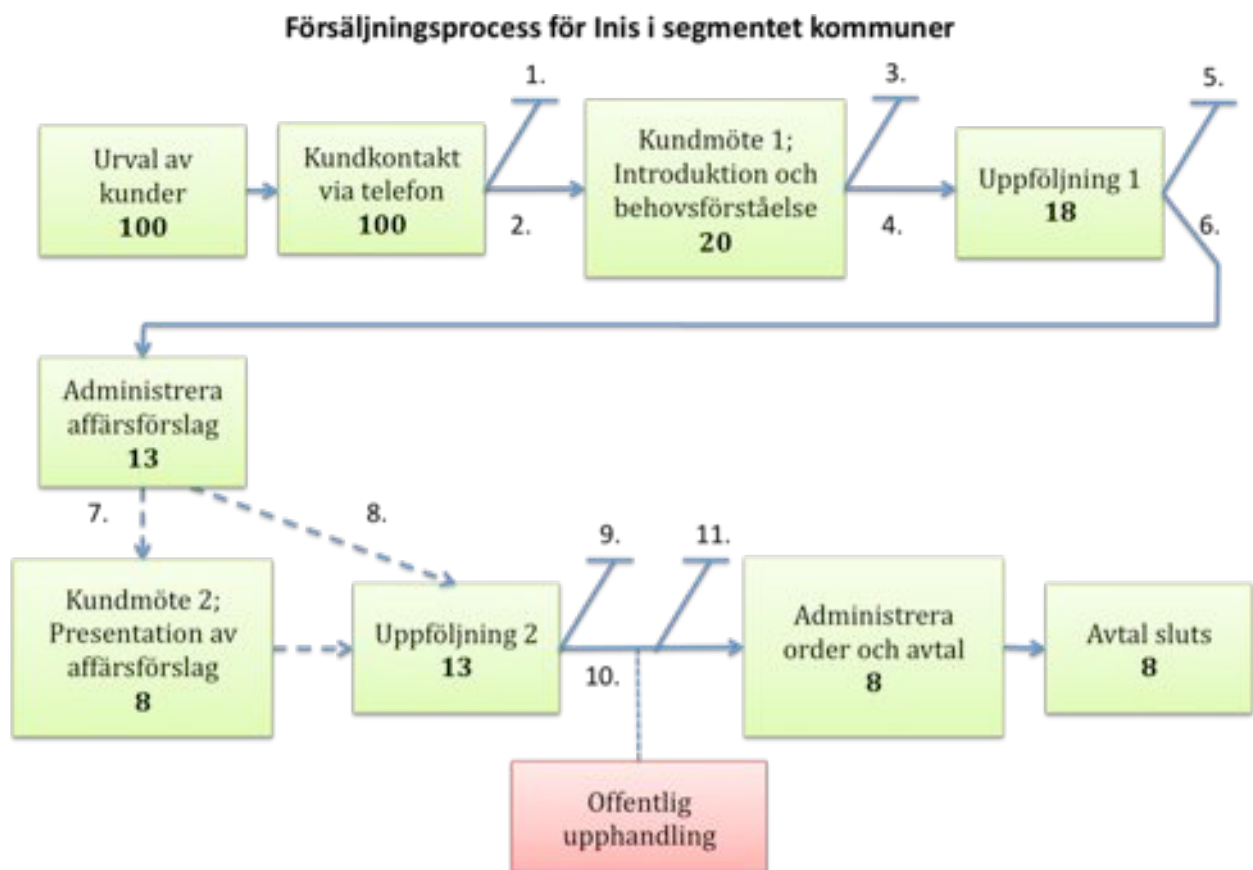 Försäljningsprocess för Inis i segmentet kommuner
1.
3.
5.
Urval av
kunder
100
Kundkontakt
via telefon
100
2.
Kundmöte 1;
Introduktion och
behovsförståelse
20
4.
Uppföljning 1
18
6.
Administrera
affärsförslag
13
7.
8.
9.
11.
Kundmöte 2;
Presentation av
affärsförslag
8
Uppföljning 2
13
10.
Administrera
order och avtal
8
Avtal sluts
8
Offentlig
upphandling